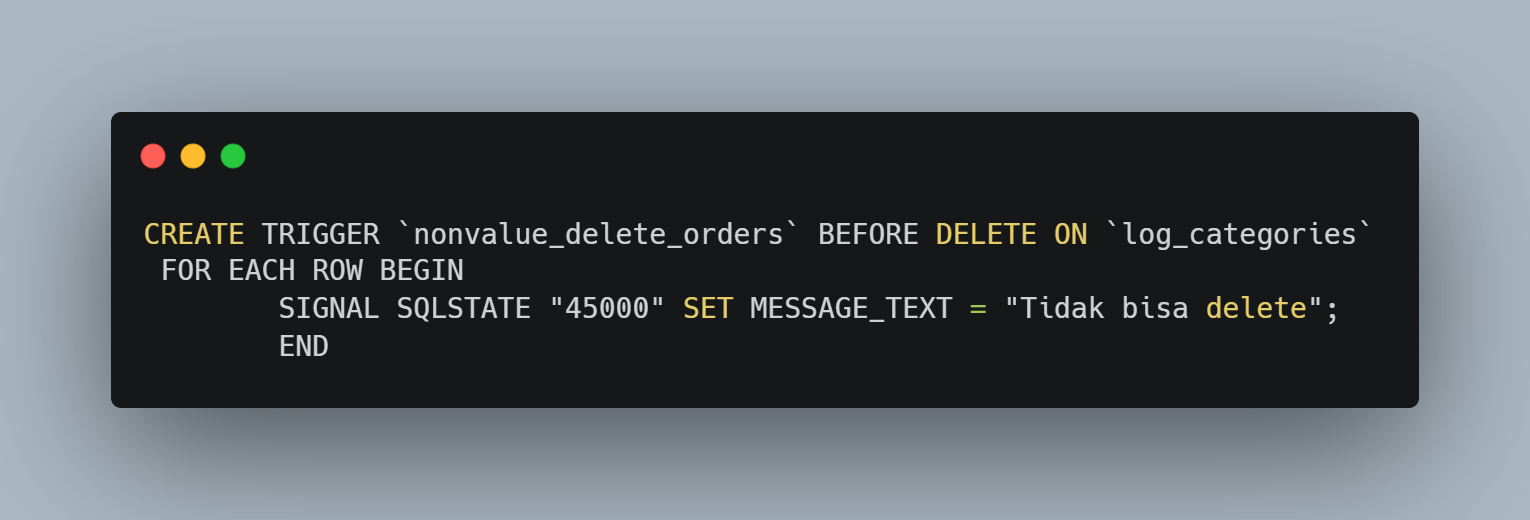 CREATE TRIGGER `nonvalue_delete_orders` BEFORE DELETE ON `log_categories`
 FOR EACH ROW BEGIN
        SIGNAL SQLSTATE "45000" SET MESSAGE_TEXT = "Tidak bisa delete";
        END